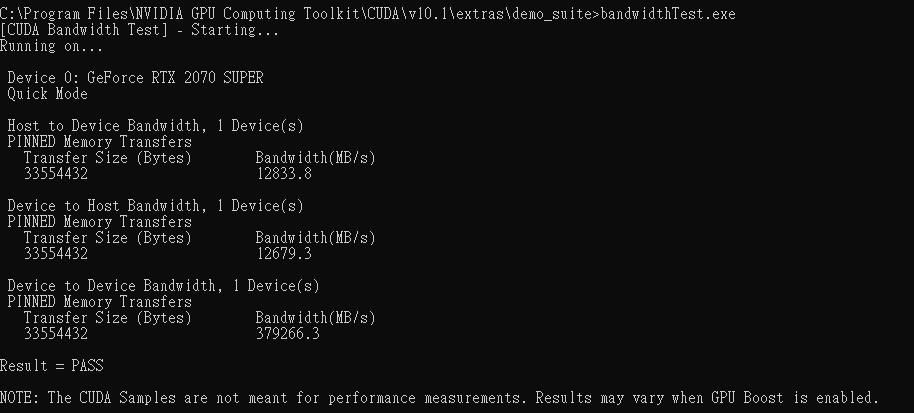 C:\Program Files\NVIDIA GPU Computing Toolkit\CUDA\v10.1\extras\demo_suite>bandwidthTest.exe
[CUDA Bandwidth Test] - Starting...
Running on...
Device 0: GeForce RTX 2070 SUPER
Quick Mode
Host to Device Bandwidth, 1 Device(s)
PINNED Memory Transfers
Transfer Size (Bytes) Bandwidth(MB/s)
33554432 12833.8
Device to Host Bandwidth, 1 Device(s)
PINNED Memory Transfers
Transfer Size (Bytes) Bandwidth(MB/s)
33554432 12679.3
Device to Device Bandwidth, 1 Device(s)
PINNED Memory Transfers
Transfer Size (Bytes) Bandwidth(MB/s)
33554432 379266.3
Result = PASS
NOTE: The CUDA Samples are not meant for performance measurements. Results may vary when GPU Boost is enabled.